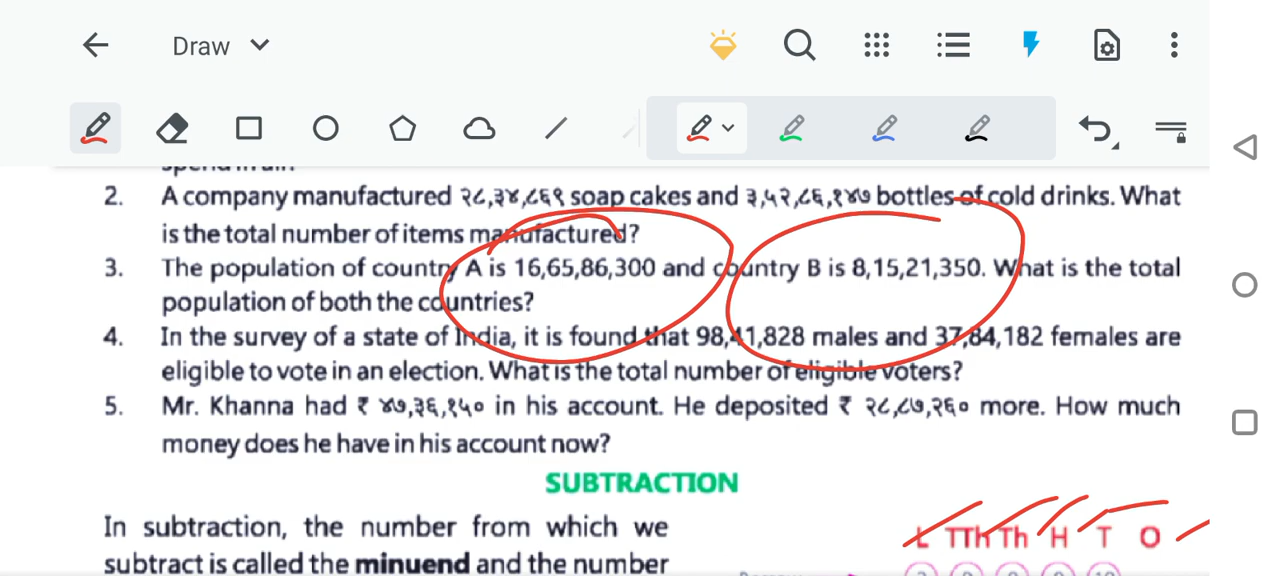 Draw
2. A company manufactured २८,३४,८६९ soap cakes and ३,५२,८६,१४७ bottles of cold drinks. What
is the total number of items manufactured?
3. The population of country A is 16,65,86,300 and country B is 8,15,21,350. What is the total
population of both the countries?
4. In the survey of a state of India, it is found that 98,41,828 males and 37,84,182 females are
eligible to vote in an election. What is the total number of eligible voters?
5. Mr. Khanna had ₹ ४७,३६,१५० in his account. He deposited ₹ २८,८७,२६० more. How much
money does he have in his account now?
SUBTRACTION
In subtraction, the number from which we
subtract is called the minuend and the number
L TTh Th H T O